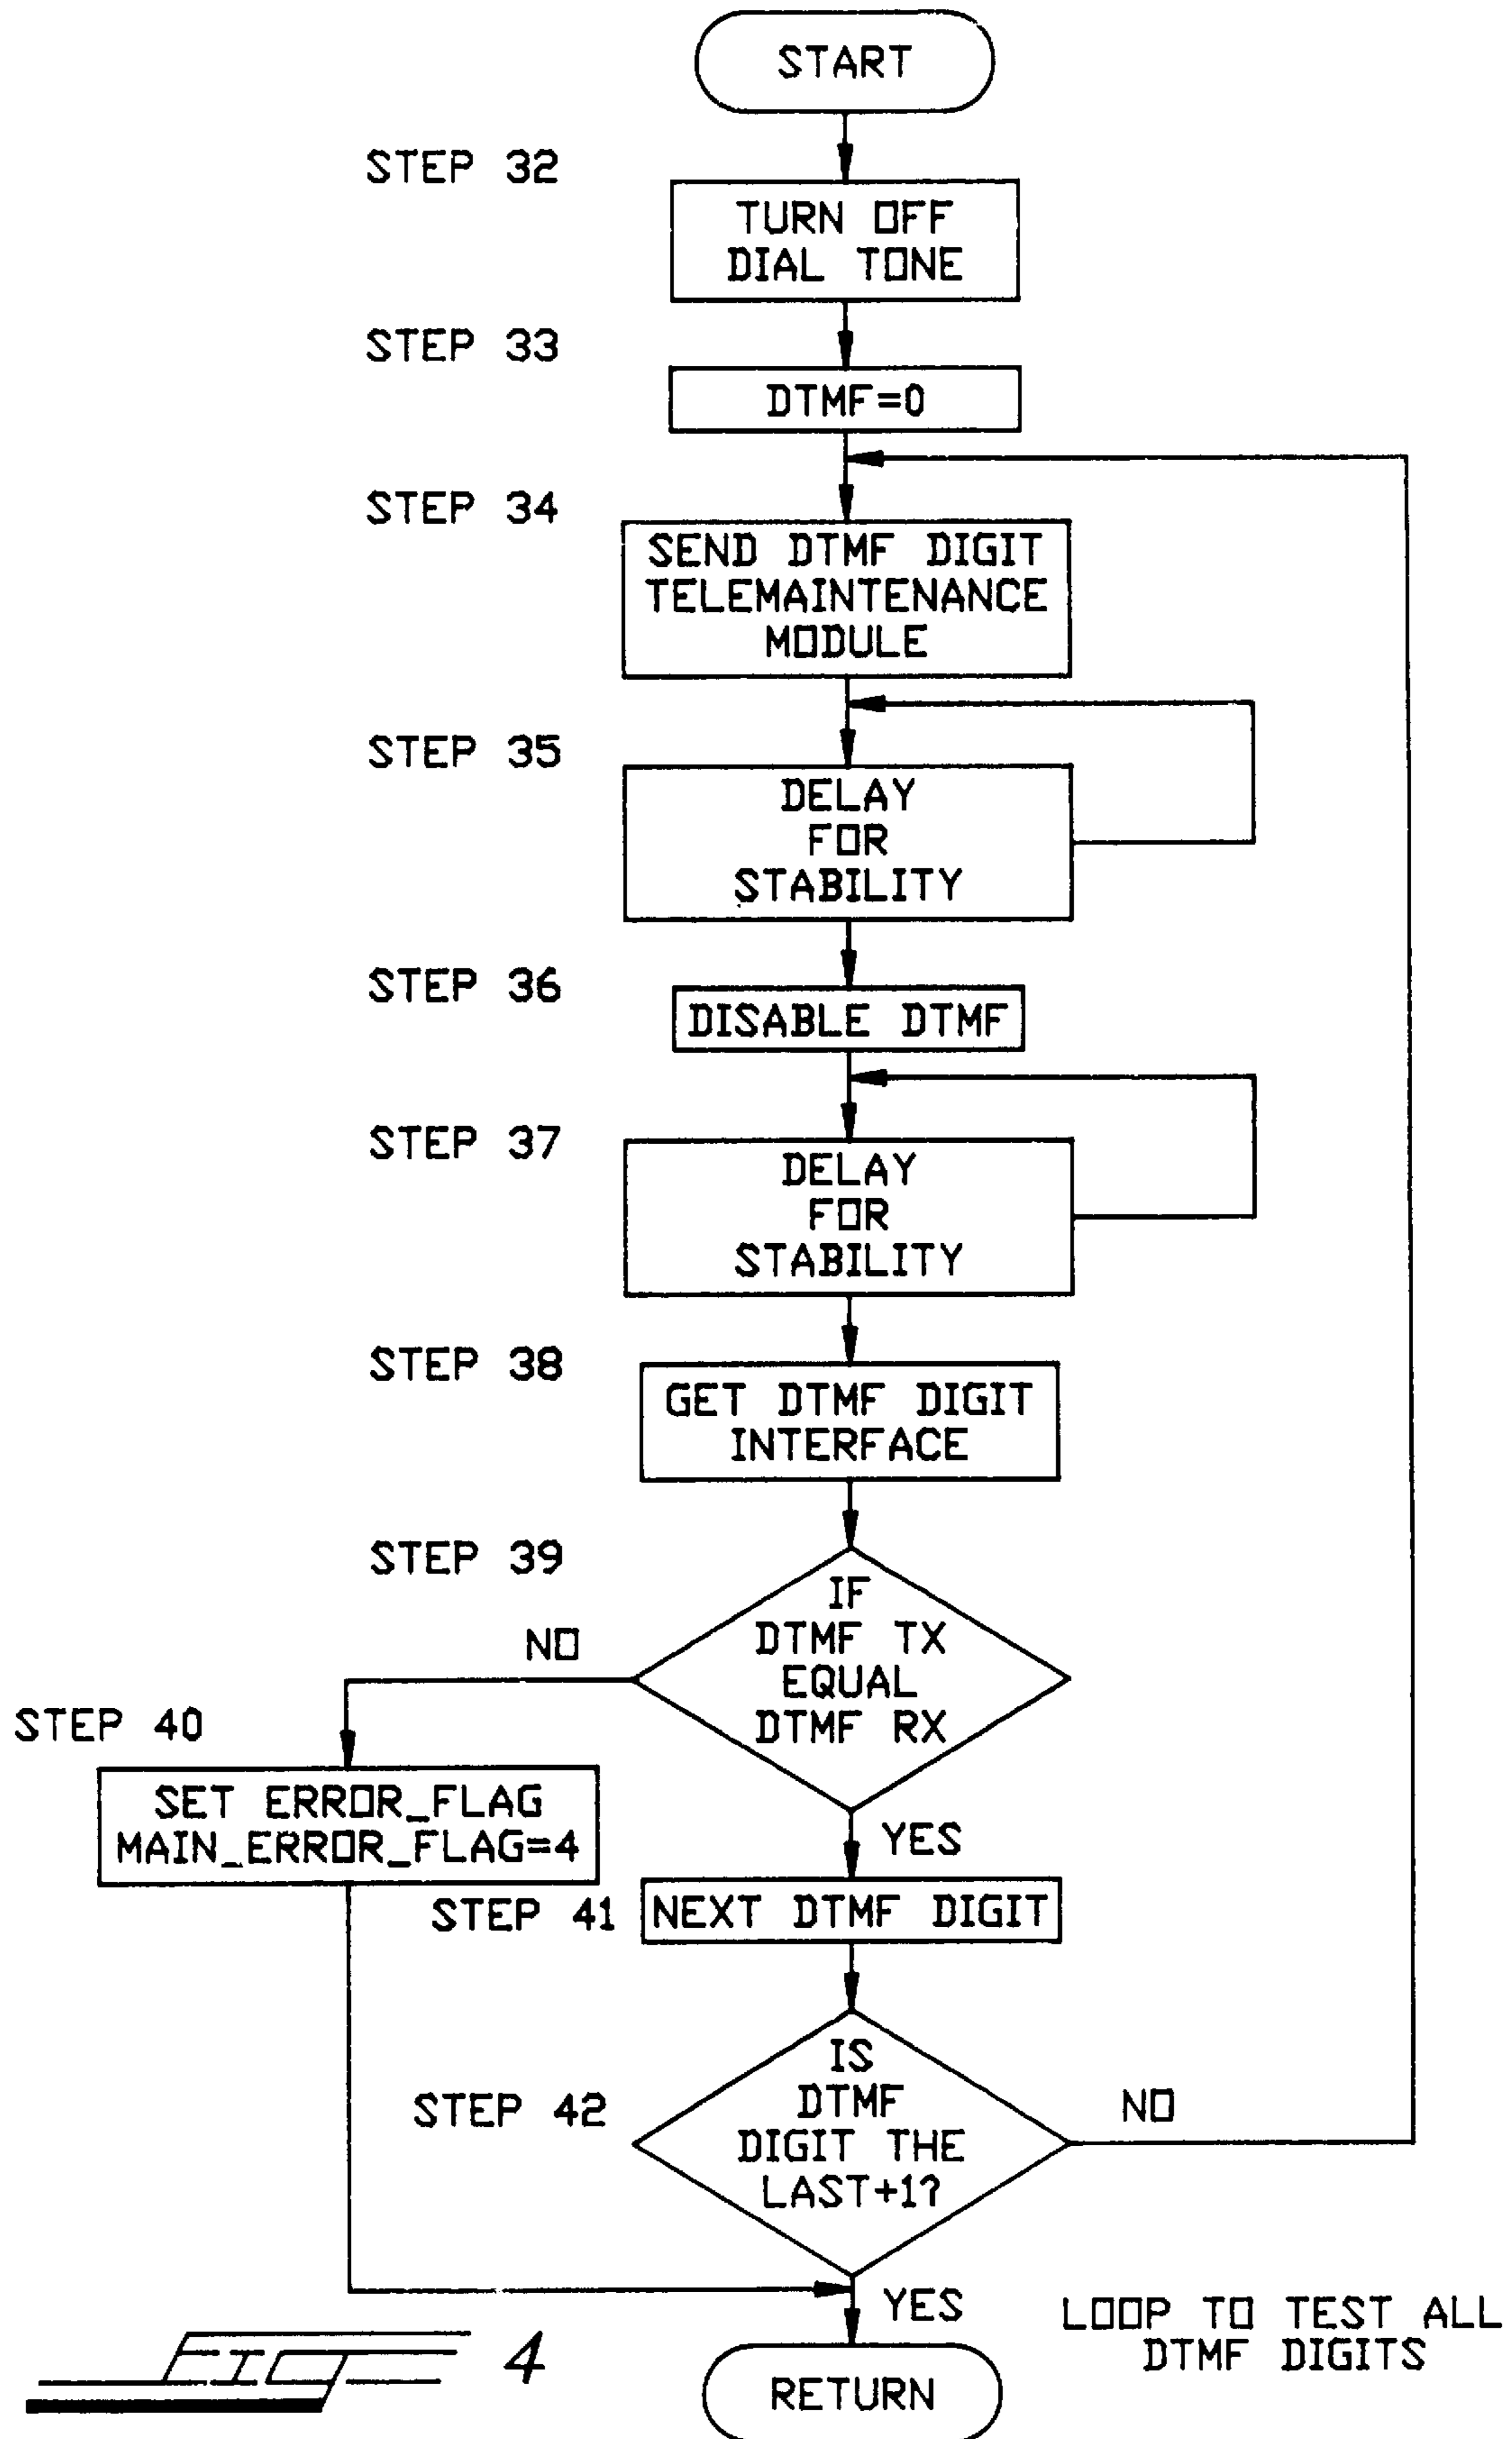 START
STEP 32
TURN OFF
DIAL TONE
STEP 33
DTMF=0
STEP 34
SEND DTMF DIGIT
TELEMAINTENANCE
MODULE
STEP 35
DELAY
FOR
STABILITY
STEP 36
DISABLE DTMF
STEP 37
DELAY
FOR
STABILITY
STEP 38
GET DTMF DIGIT
INTERFACE
STEP 39
IF
DTMF TX
EQUAL
DTMF RX
NO
STEP 40
SET ERROR_FLAG
MAIN_ERROR_FLAG=4
YES
STEP 41
NEXT DTMF DIGIT
STEP 42
IS
DTMF
DIGIT THE
LAST+1?
NO
YES
LOOP TO TEST ALL
DTMF DIGITS
RETURN
FIG 4